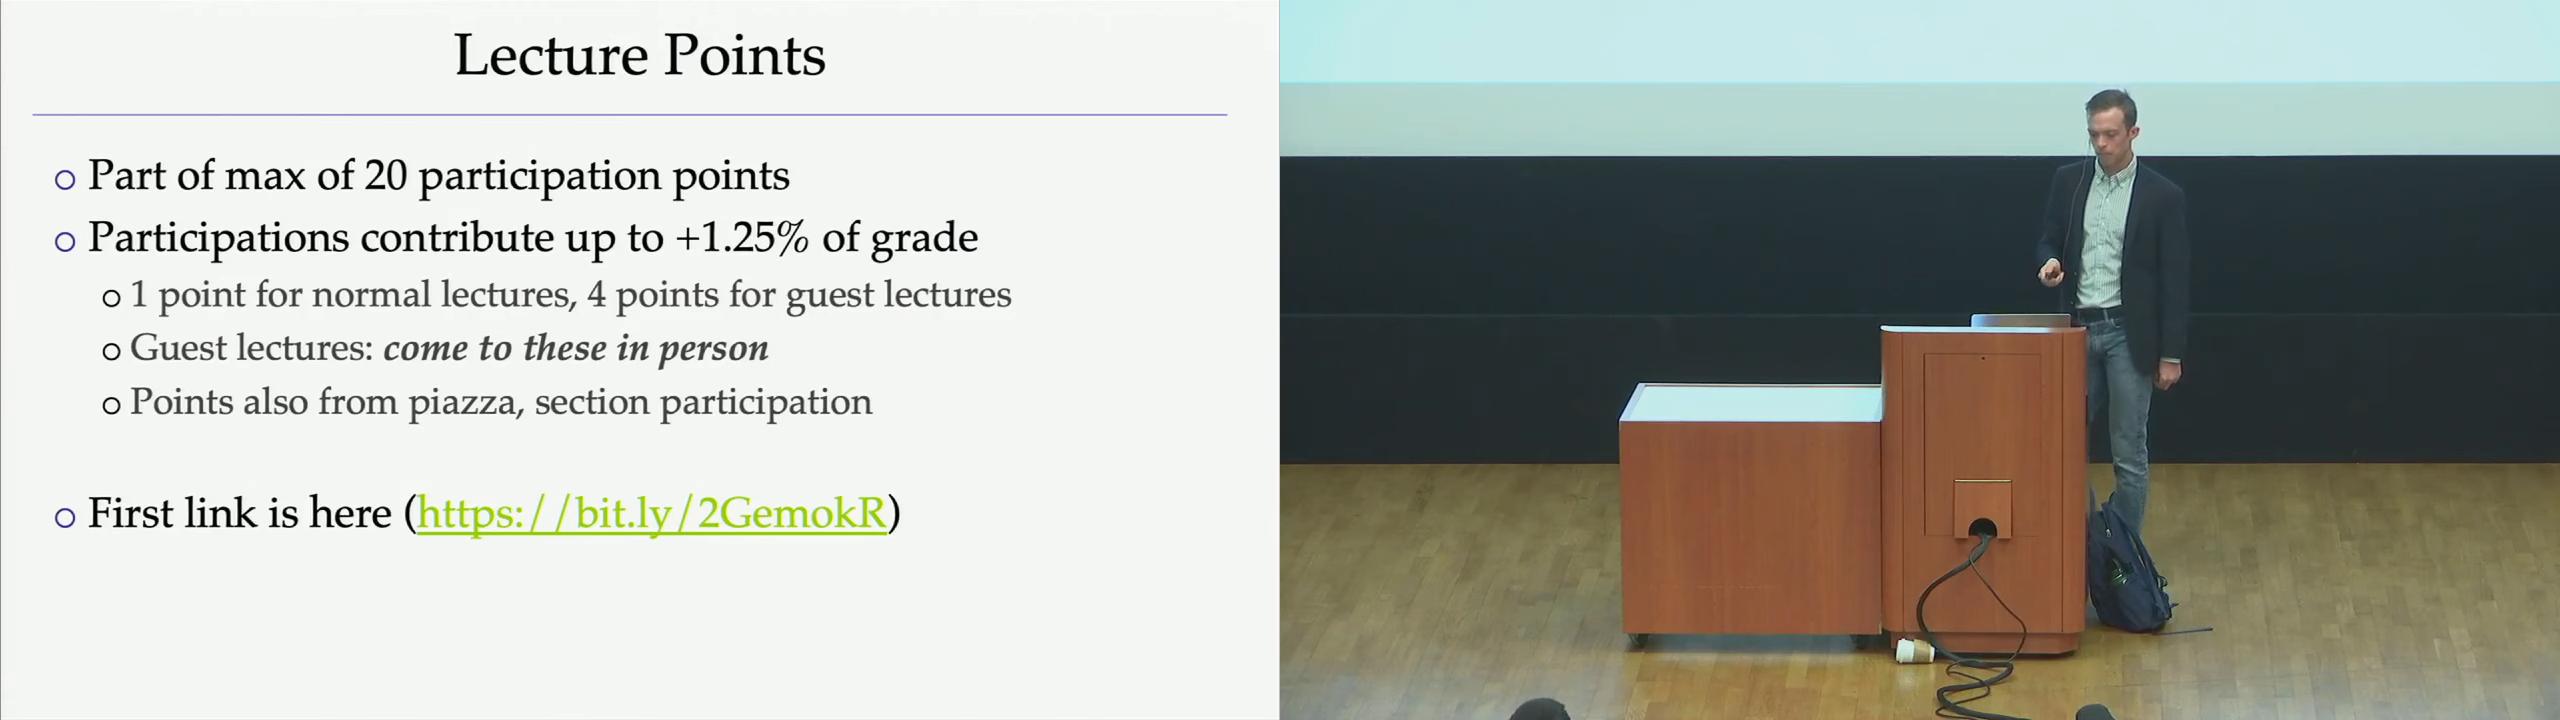 Lecture Points
Part of max of 20 participation points
Participations contribute up to +1.25% of grade
1 point for normal lectures, 4 points for guest lectures
Guest lectures: come to these in person
Points also from piazza, section participation
First link is here (https://bit.ly/2GemokR)